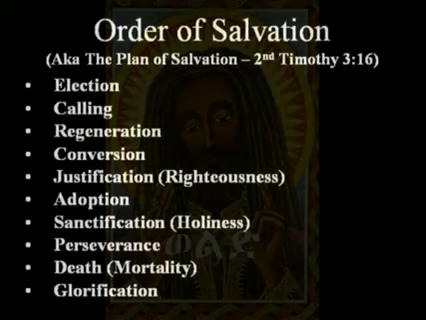 Order of Salvation
(Aka The Plan of Salvation – 2nd Timothy 3:16)
• Election
• Calling
• Regeneration
• Conversion
• Justification (Righteousness)
• Adoption
• Sanctification (Holiness)
• Perseverance
ወልድ
• Death (Mortality)
• Glorification